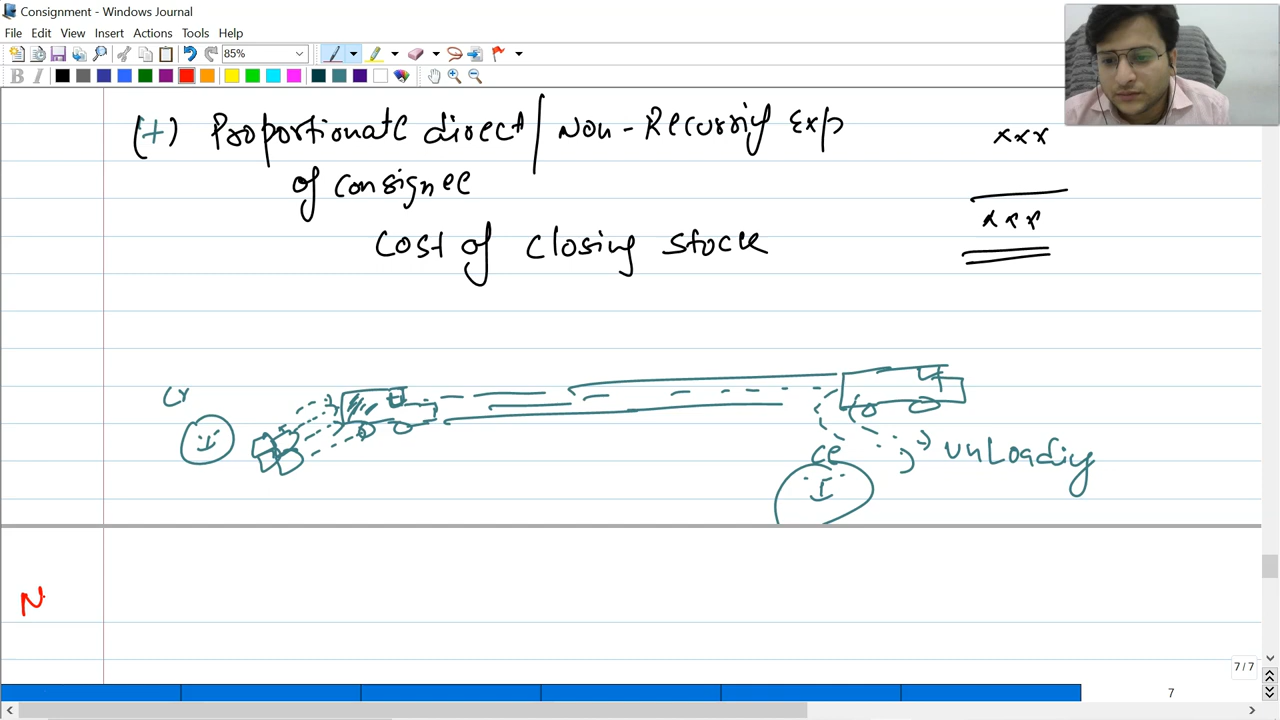 Consignment - Windows Journal
File Edit View Insert Actions Tools Help
85%
B I
(+) Proportionate direct/ Non-Recurring Exp xxx
of consignee
xxx
Cost of closing stock
Cr
Ce
unloading
N
7 / 7
7